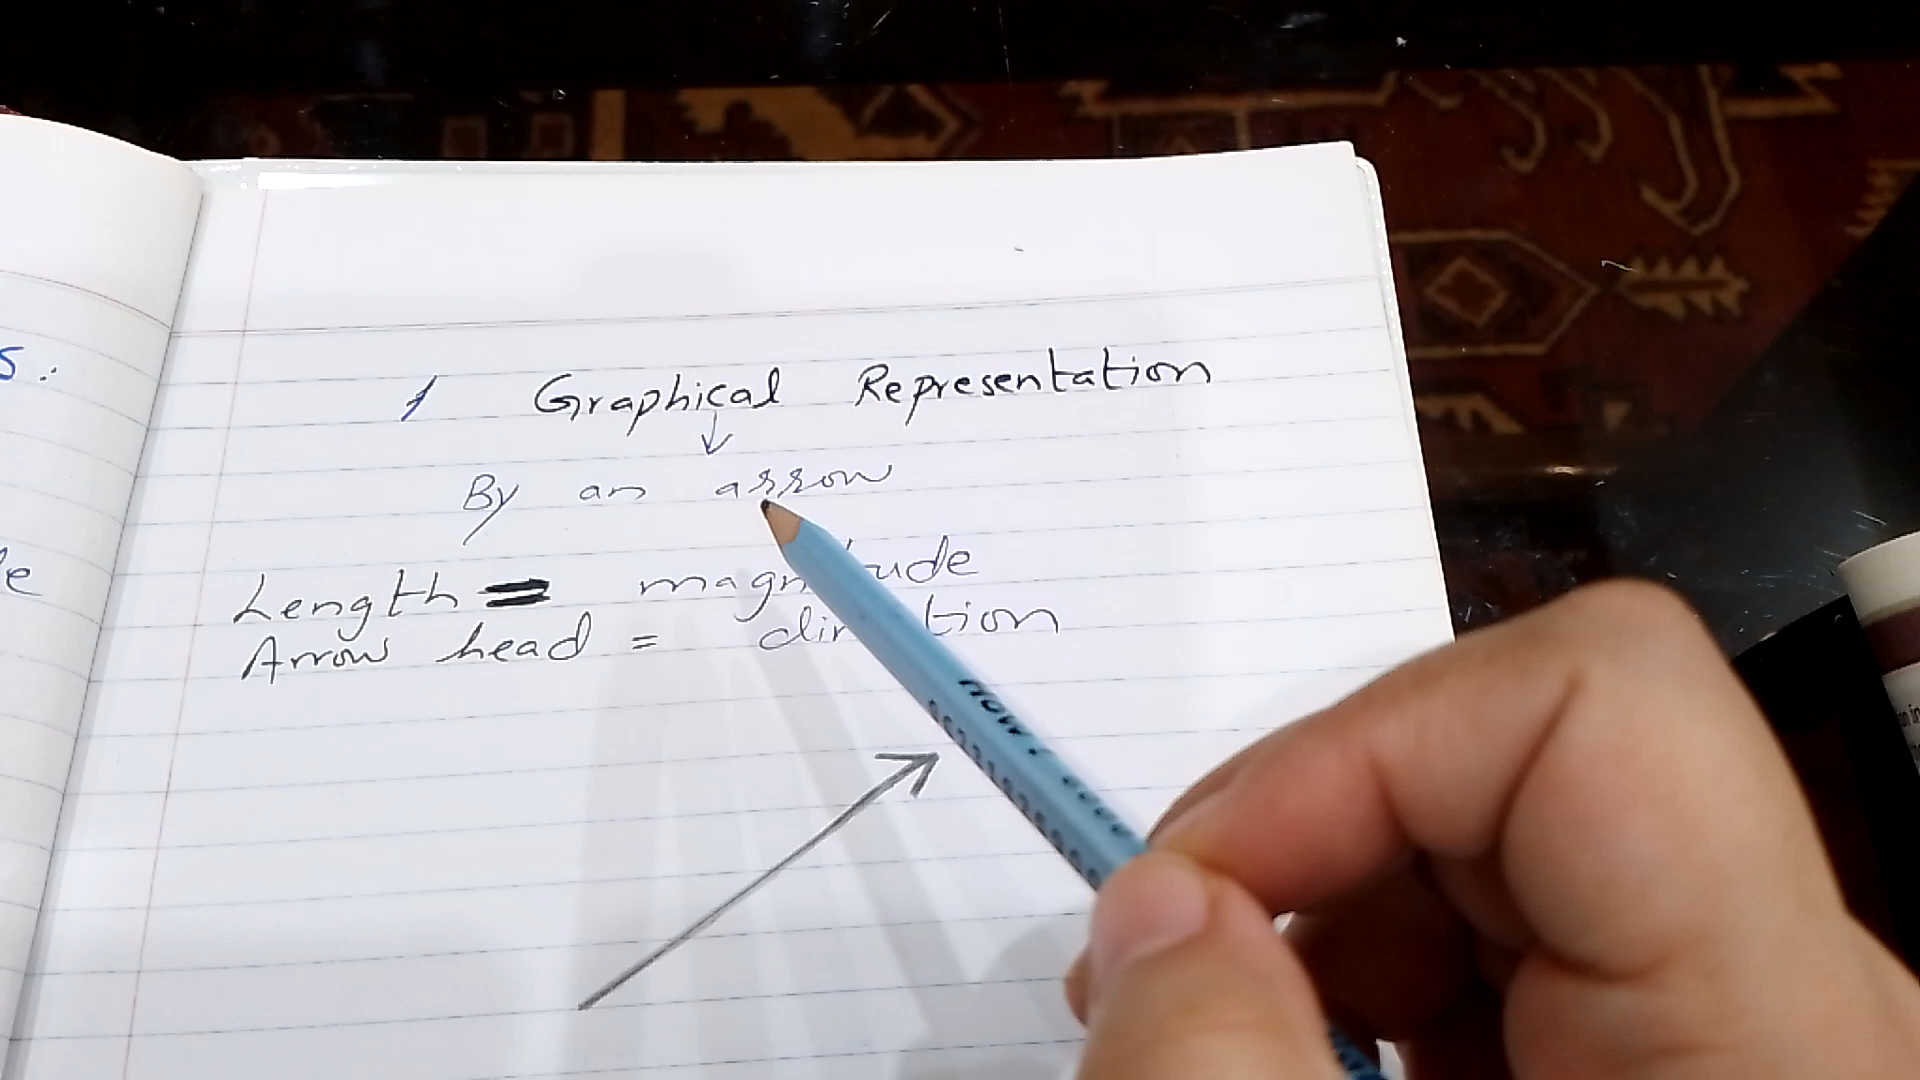 1 Graphical Representation
By an arrow
Length = magnitude
Arrow head = direction